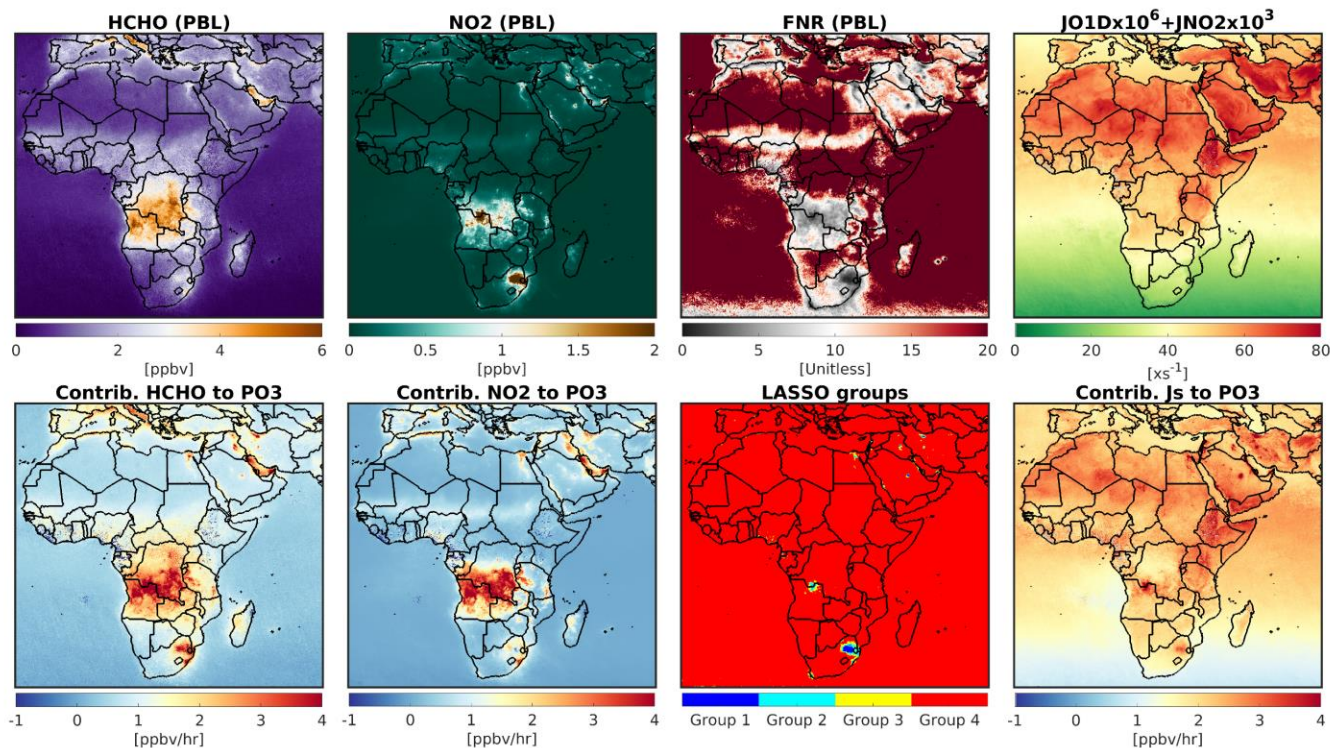 HCHO (PBL)
NO2 (PBL)
FNR (PBL)
JO1Dx10^6+JNO2x10^3
0 2 4 6
[ppbv]
0 0.5 1 1.5 2
[ppbv]
0 5 10 15 20
[Unitless]
0 20 40 60 80
[xs^-1]
Contrib. HCHO to PO3
Contrib. NO2 to PO3
LASSO groups
Contrib. Js to PO3
-1 0 1 2 3 4
[ppbv/hr]
-1 0 1 2 3 4
[ppbv/hr]
Group 1 Group 2 Group 3 Group 4
-1 0 1 2 3 4
[ppbv/hr]